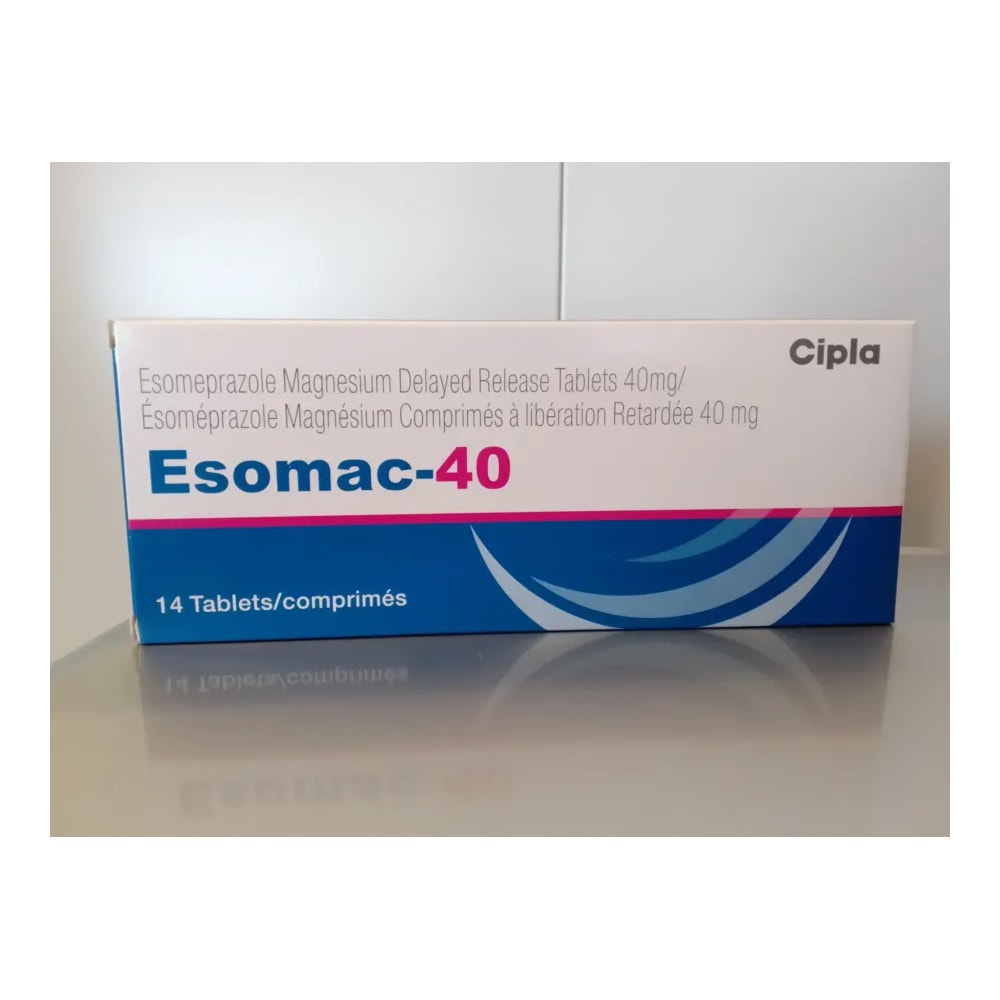 Cipla
Esomeprazole Magnesium Delayed Release Tablets 40mg/
Ésoméprazole Magnésium Comprimés à libération Retardée 40 mg
Esomac-40
14 Tablets/comprimés